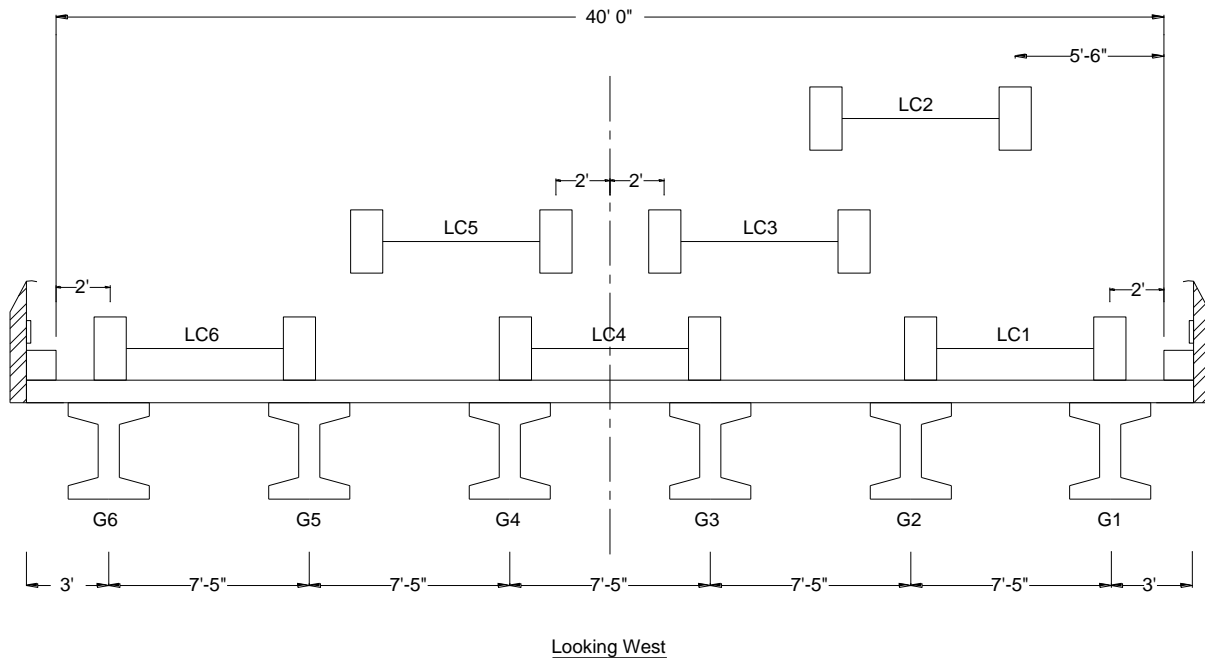 40' 0"
5'-6"
LC2
2' 2'
LC5 LC3
2' 2'
LC6 LC4 LC1
G6 G5 G4 G3 G2 G1
3' 7'-5" 7'-5" 7'-5" 7'-5" 7'-5" 3'
Looking West